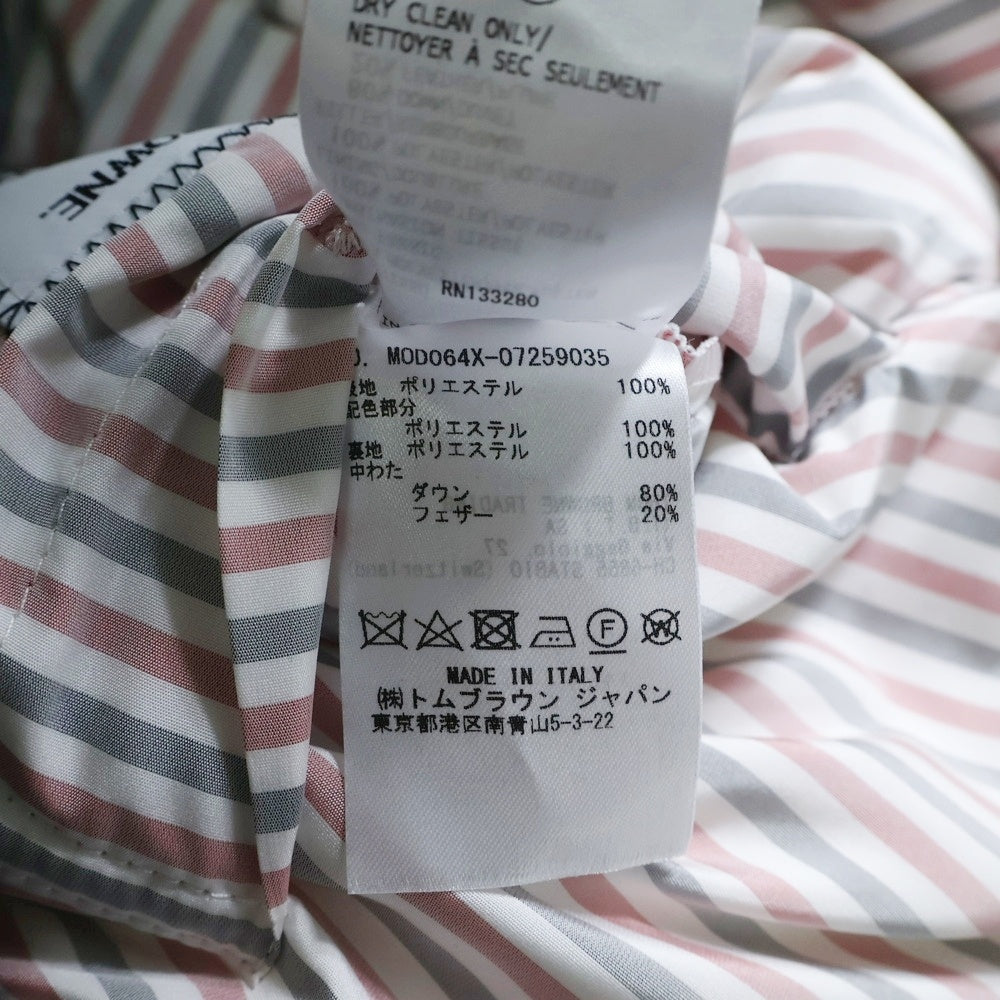 DRY CLEAN ONLY/
NETTOYER À SEC SEULEMENT
RN133280
MOD064X-07259035
地 ポリエステル 100%
配色部分
ポリエステル 100%
裏地 ポリエステル 100%
中わた
ダウン 80%
フェザー 20%
F
W
MADE IN ITALY
㈱トムブラウン ジャパン
東京都港区南青山5-3-22